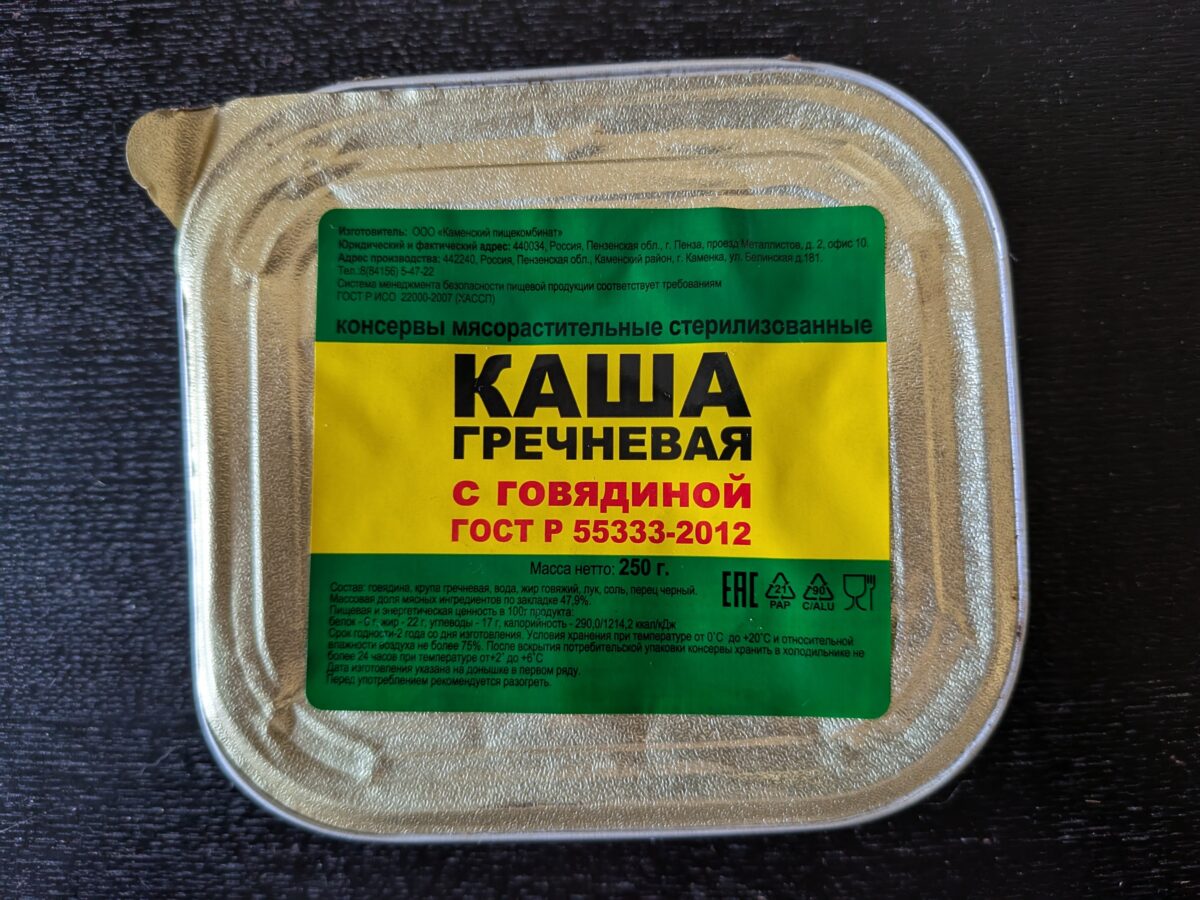 Изготовитель: ООО «Каменский пищекомбинат»
Юридический и фактический адрес: 440034, Россия, Пензенская обл., г. Пенза, проезд Металлистов, д. 2, офис 10.
Адрес производства: 442240, Россия, Пензенская обл., Каменский район, г. Каменка, ул. Белинская д.181.
Тел.:8(84156) 5-47-22
Система менеджмента безопасности пищевой продукции соответствует требованиям
ГОСТ Р ИСО 22000-2007 (ХАССП)
консервы мясорастительные стерилизованные
КАША
ГРЕЧНЕВАЯ
с говядиной
ГОСТ Р 55333-2012
Масса нетто: 250 г.
Состав: говядина, крупа гречневая, вода, жир говяжий, лук, соль, перец черный.
Массовая доля мясных ингредиентов по закладке 47,9%.
Пищевая и энергетическая ценность в 100г продукта:
белок - г, жир - 22 г, углеводы - 17 г. калорийность - 290,0/1214,2 ккал/кДж
Срок годности-2 года со дня изготовления. Условия хранения при температуре от 0˚С до +20˚С и относительной
влажности воздуха не более 75%. После вскрытия потребительской упаковки консервы хранить в холодильнике не
более 24 часов при температуре от+2˚ до +6˚С
Дата изготовления указана на донышке в первом ряду.
Перед употреблением рекомендуется разогреть.
EAC
21
PAP
90
C/ALU